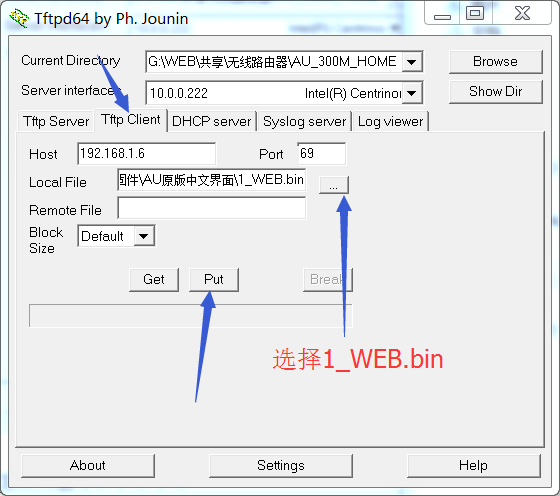 Tftpd64 by Ph. Jounin
Current Directory G:\WEB\共享\无线路由器\AU_300M_HOME Browse
Server interfaces 10.0.0.222 Intel(R) Centrino Show Dir
Tftp Server Tftp Client DHCP server Syslog server Log viewer
Host 192.168.1.6 Port 69
Local File 固件\AU原版中文界面\1_WEB.bin ...
Remote File
Block
Size Default
Get Put Break
选择1_WEB.bin
About Settings Help